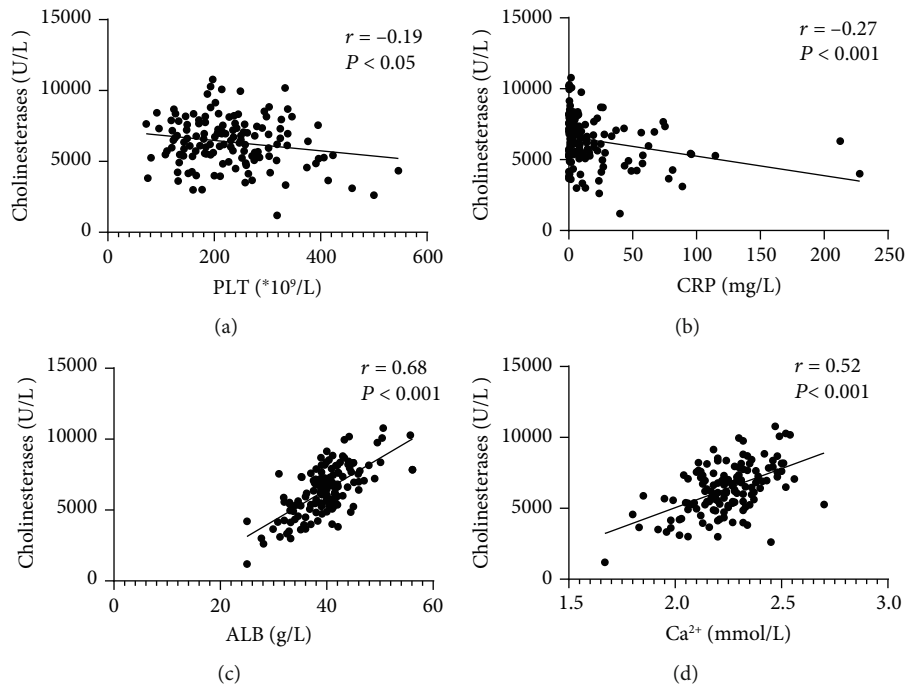 15000
10000
5000
0
Cholinesterases (U/L )
r = –0.19
P < 0.05
0 200 400 600
PLT (*10⁹/L)
(a)
15000
10000
5000
0
Cholinesterases (U/L )
r = –0.27
P < 0.001
0 50 100 150 200 250
CRP (mg/L)
(b)
15000
10000
5000
0
Cholinesterases (U/L )
r = 0.68
P < 0.001
0 20 40 60
ALB (g/L)
(c)
15000
10000
5000
0
Cholinesterases (U/L )
r = 0.52
P< 0.001
1.5 2.0 2.5 3.0
Ca²⁺ (mmol/L)
(d)